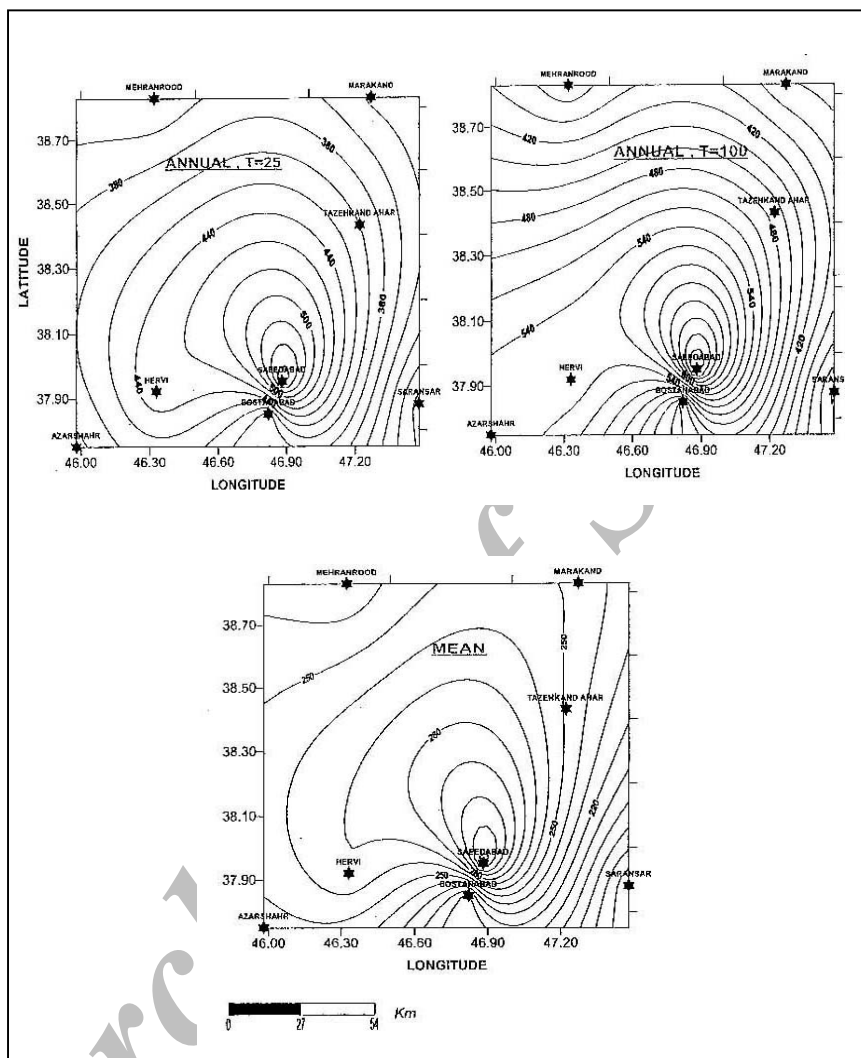 MEHRANROOD MARAKAND
ANNUAL , T=25
38.70
38.50
38.30
38.10
37.90
LATITUDE
380
380
440
440
500
380
440
500
TAZEHKAND AHAR
SAEEDABAD
HERVI
BOSTANABAD
SARANSAR
AZARSHAHR
46.00 46.30 46.60 46.90 47.20
LONGITUDE
MEHRANROOD MARAKAND
ANNUAL , T=100
38.70
38.50
38.30
38.10
37.90
420
420
480
480
480
540
540
540
420
540
600
TAZEHKAND AHAR
SAEEDABAD
HERVI
BOSTANABAD
SARANS
AZARSHAHR
46.00 46.30 46.60 46.90 47.20
LONGITUDE
MEHRANROOD MARAKAND
MEAN
38.70
38.50
38.30
38.10
37.90
250
250
250
250
220
TAZEHKAND AHAR
SAEEDABAD
HERVI
BOSTANABAD
SARANSAR
AZARSHAHR
46.00 46.30 46.60 46.90 47.20
LONGITUDE
0 27 54 Km